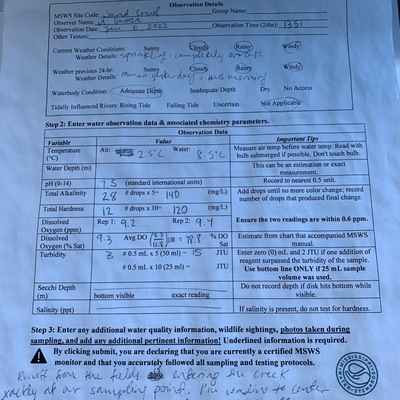 Observation Details
MSWS Site Code: Sand Creek Group Name:
Observer Name: M
Observation Date: Jan. 6, 2022 Observation Time (24hr): 1351
Other Testers:
Current Weather Conditions: Sunny Cloudy Rainy Windy
Weather Details: sprinkling - completely
Weather previous 24-hr: Sunny Cloudy Rainy Windy
Weather Details: rained yesterday + this morning
Waterbody Condition: Adequate Depth Inadequate Depth Dry No Access
Tidally Influenced Rivers: Rising Tide Falling Tide Uncertain Not Applicable
Step 2: Enter water observation data & associated chemistry parameters.
Observation Data
Variable Value Important Tips
Temperature (°C) Air: 2.5°C Water: 8.5°C Measure air temp before water temp. Read with bulb submerged if possible. Don't touch bulb.
Water Depth (m) This can be an estimation or exact measurement.
pH (0-14) 7.5 (standard international units) Record to nearest 0.5 unit.
Total Alkalinity 28 # drops x 5= 140 (mg/L) Add drops until no more color change; record number of drops that produced final change.
Total Hardness 12 # drops x 10= 120 (mg/L)
Dissolved Oxygen (ppm) Rep 1: 9.2 Rep 2: 9.4 Ensure the two readings are within 0.6 ppm.
Dissolved Oxygen (% Sat) 9.3 Avg DO 78.8 % DO Sat Estimate from chart that accompanied MSWS manual.
Turbidity 3 # 0.5 mL x 5 (50 ml) = 15 JTU Enter zero (0) mL and 2 JTU if one addition of reagent surpassed the turbidity of the sample.
# 0.5 mL x 10 (25 ml) = JTU Use bottom line ONLY if 25 mL sample volume was used.
Secchi Depth (m) bottom visible exact reading Do not record depth if disk hits bottom while visible.
Salinity (ppt) If salinity is present, do not test for hardness.
Step 3: Enter any additional water quality information, wildlife sightings, photos taken during
sampling, and add any additional pertinent information! Underlined information is required.
By clicking submit, you are declaring that you are currently a certified MSWS
monitor and that you accurately followed all sampling and testing protocols.
Runoff from the fields entering the creek
exactly at our sampling point. I'm to